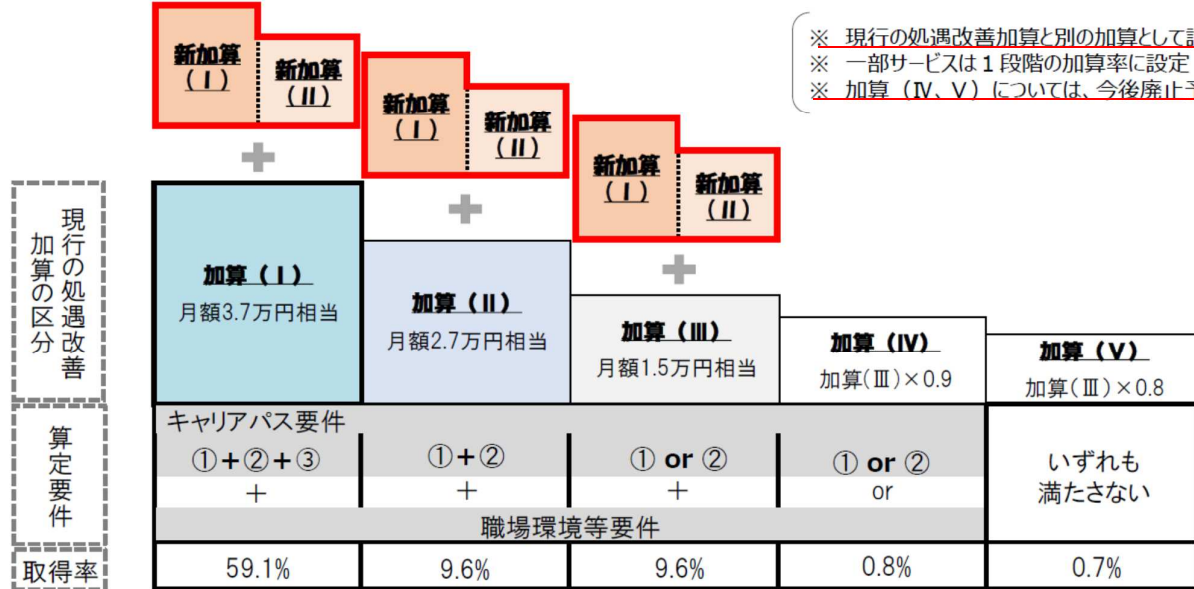 ※ 現行の処遇改善加算と別の加算として
※ 一部サービスは１段階の加算率に設定
※ 加算（Ⅳ、Ⅴ）については、今後廃止
新加算
(Ⅰ)
新加算
(Ⅱ)
新加算
(Ⅰ)
新加算
(Ⅱ)
新加算
(Ⅰ)
新加算
(Ⅱ)
現行の処遇改善
加算の区分
加算（Ⅰ）
月額3.7万円相当
加算（Ⅱ）
月額2.7万円相当
加算（Ⅲ）
月額1.5万円相当
加算（Ⅳ）
加算(Ⅲ)×0.9
加算（Ⅴ）
加算(Ⅲ)×0.8
算定要件
キャリアパス要件
①+②+③
①+②
① or ②
① or ②
＋
＋
＋
or
職場環境等要件
いずれも
満たさない
取得率
59.1%
9.6%
9.6%
0.8%
0.7%